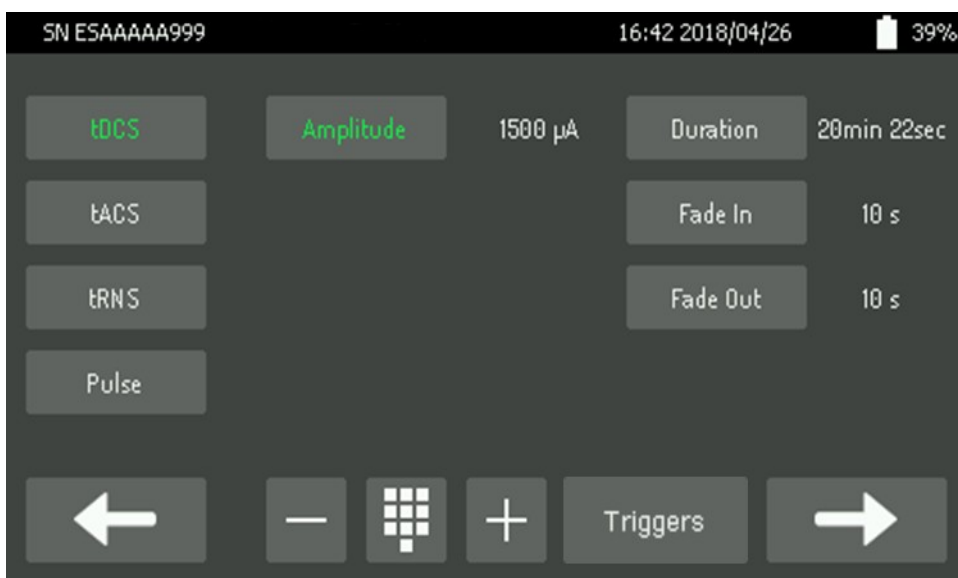 SN ESAAAAA999 16:42 2018/04/26 39%
tDCS Amplitude 1500 µA Duration 20min 22sec
tACS Fade In 10 s
tRNS Fade Out 10 s
Pulse
Triggers